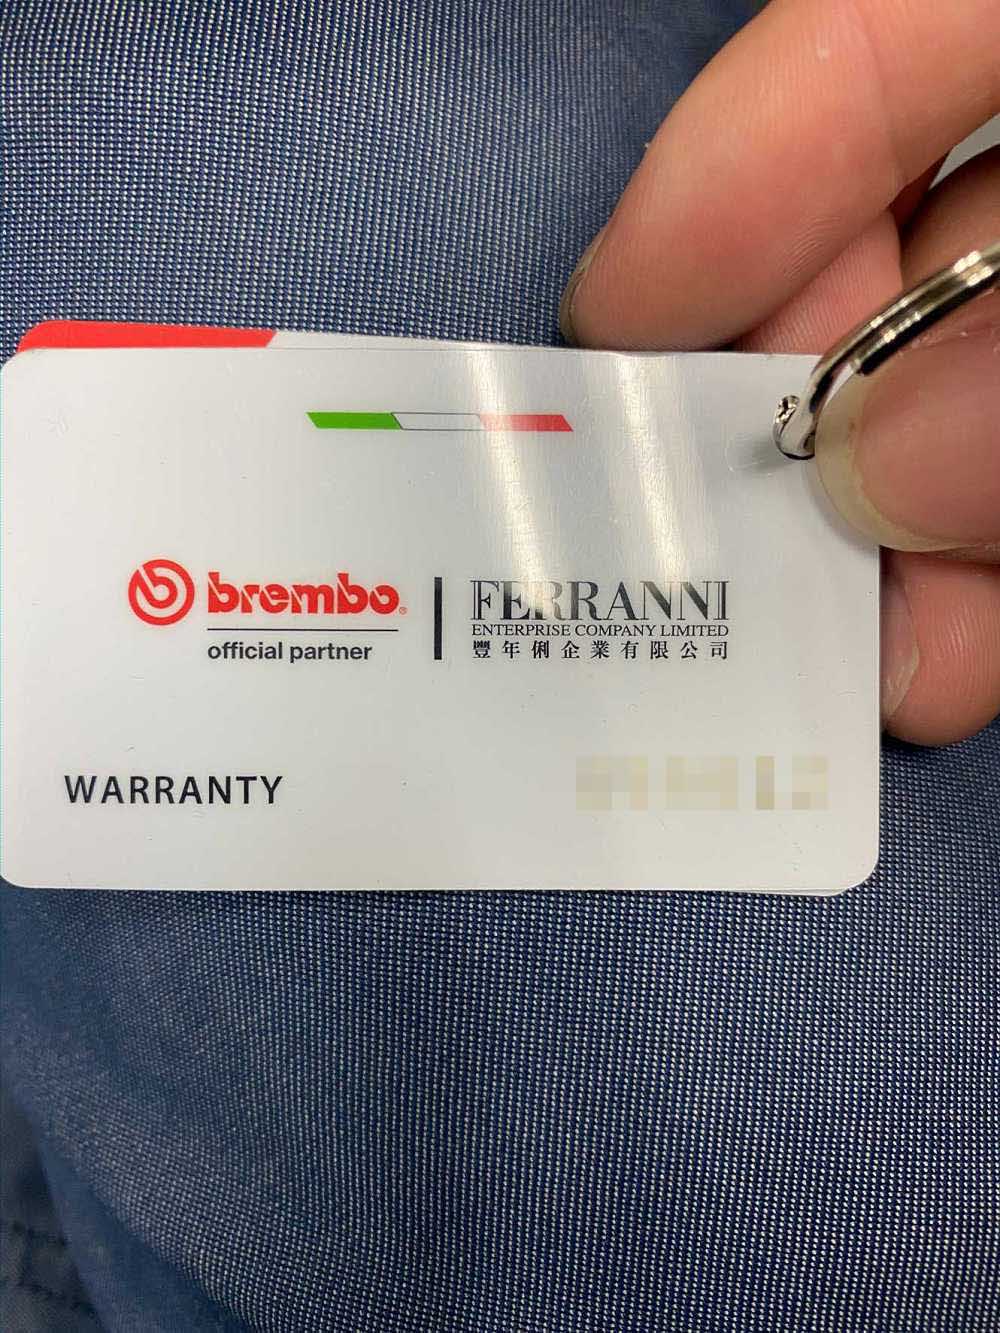 brembo®
official partner
FERRANNI
ENTERPRISE COMPANY LIMITED
豐年俐企業有限公司
WARRANTY